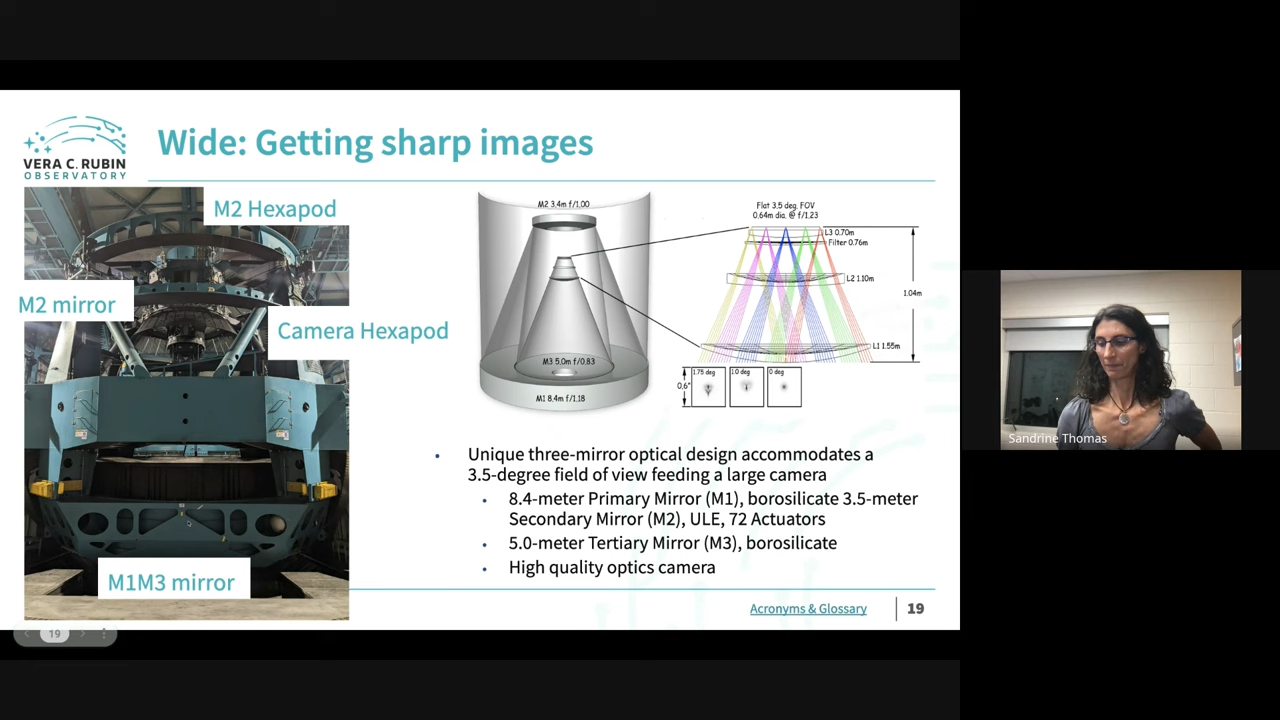 VERA C. RUBIN
OBSERVATORY
Wide: Getting sharp images
M2 Hexapod
M2 mirror
Camera Hexapod
M1M3 mirror
M2 3.4m f/1.00
M3 5.0m f/0.83
M1 8.4m f/1.18
Flat 3.5 deg. FOV
0.64m dia. @ f/1.23
L3 0.70m
Filter 0.76m
L2 1.10m
1.04m
L1 1.55m
0.6"
1.75 deg
1.0 deg
0 deg
• Unique three-mirror optical design accommodates a
3.5-degree field of view feeding a large camera
• 8.4-meter Primary Mirror (M1), borosilicate 3.5-meter
Secondary Mirror (M2), ULE, 72 Actuators
• 5.0-meter Tertiary Mirror (M3), borosilicate
• High quality optics camera
Acronyms & Glossary
19
19
Sandrine Thomas